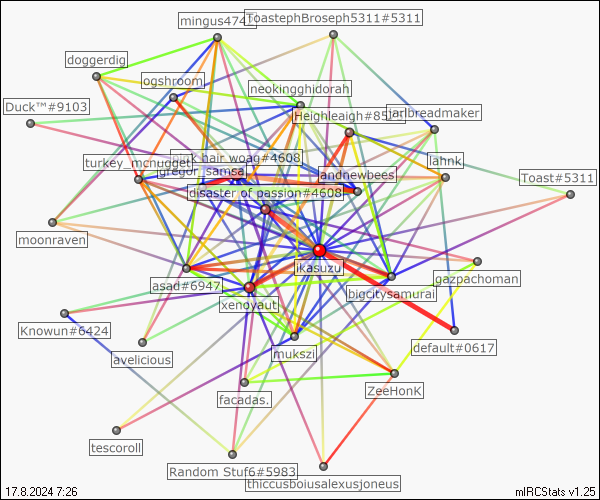 mingus474
ToastephBroseph5311#5311
doggerdig
ogshroom
neokingghidorah
Duck™#9103
Heighleaigh#85
jarlbreadmaker
hair woag#4608
turkey_mcnugget
gregor_samsa
andnewbees
lahnk
Toast#5311
disaster of passion#4608
moonraven
ikasuzu
gazpachoman
asad#6947
bigcitysamurai
xenoyaut
Knowun#6424
avelicious
mukszi
default#0617
facadas.
ZeeHonK
tescoroll
Random Stuf6#5983
thiccusboiusalexusjoneus
17.8.2024 7:26
mIRCStats v1.25